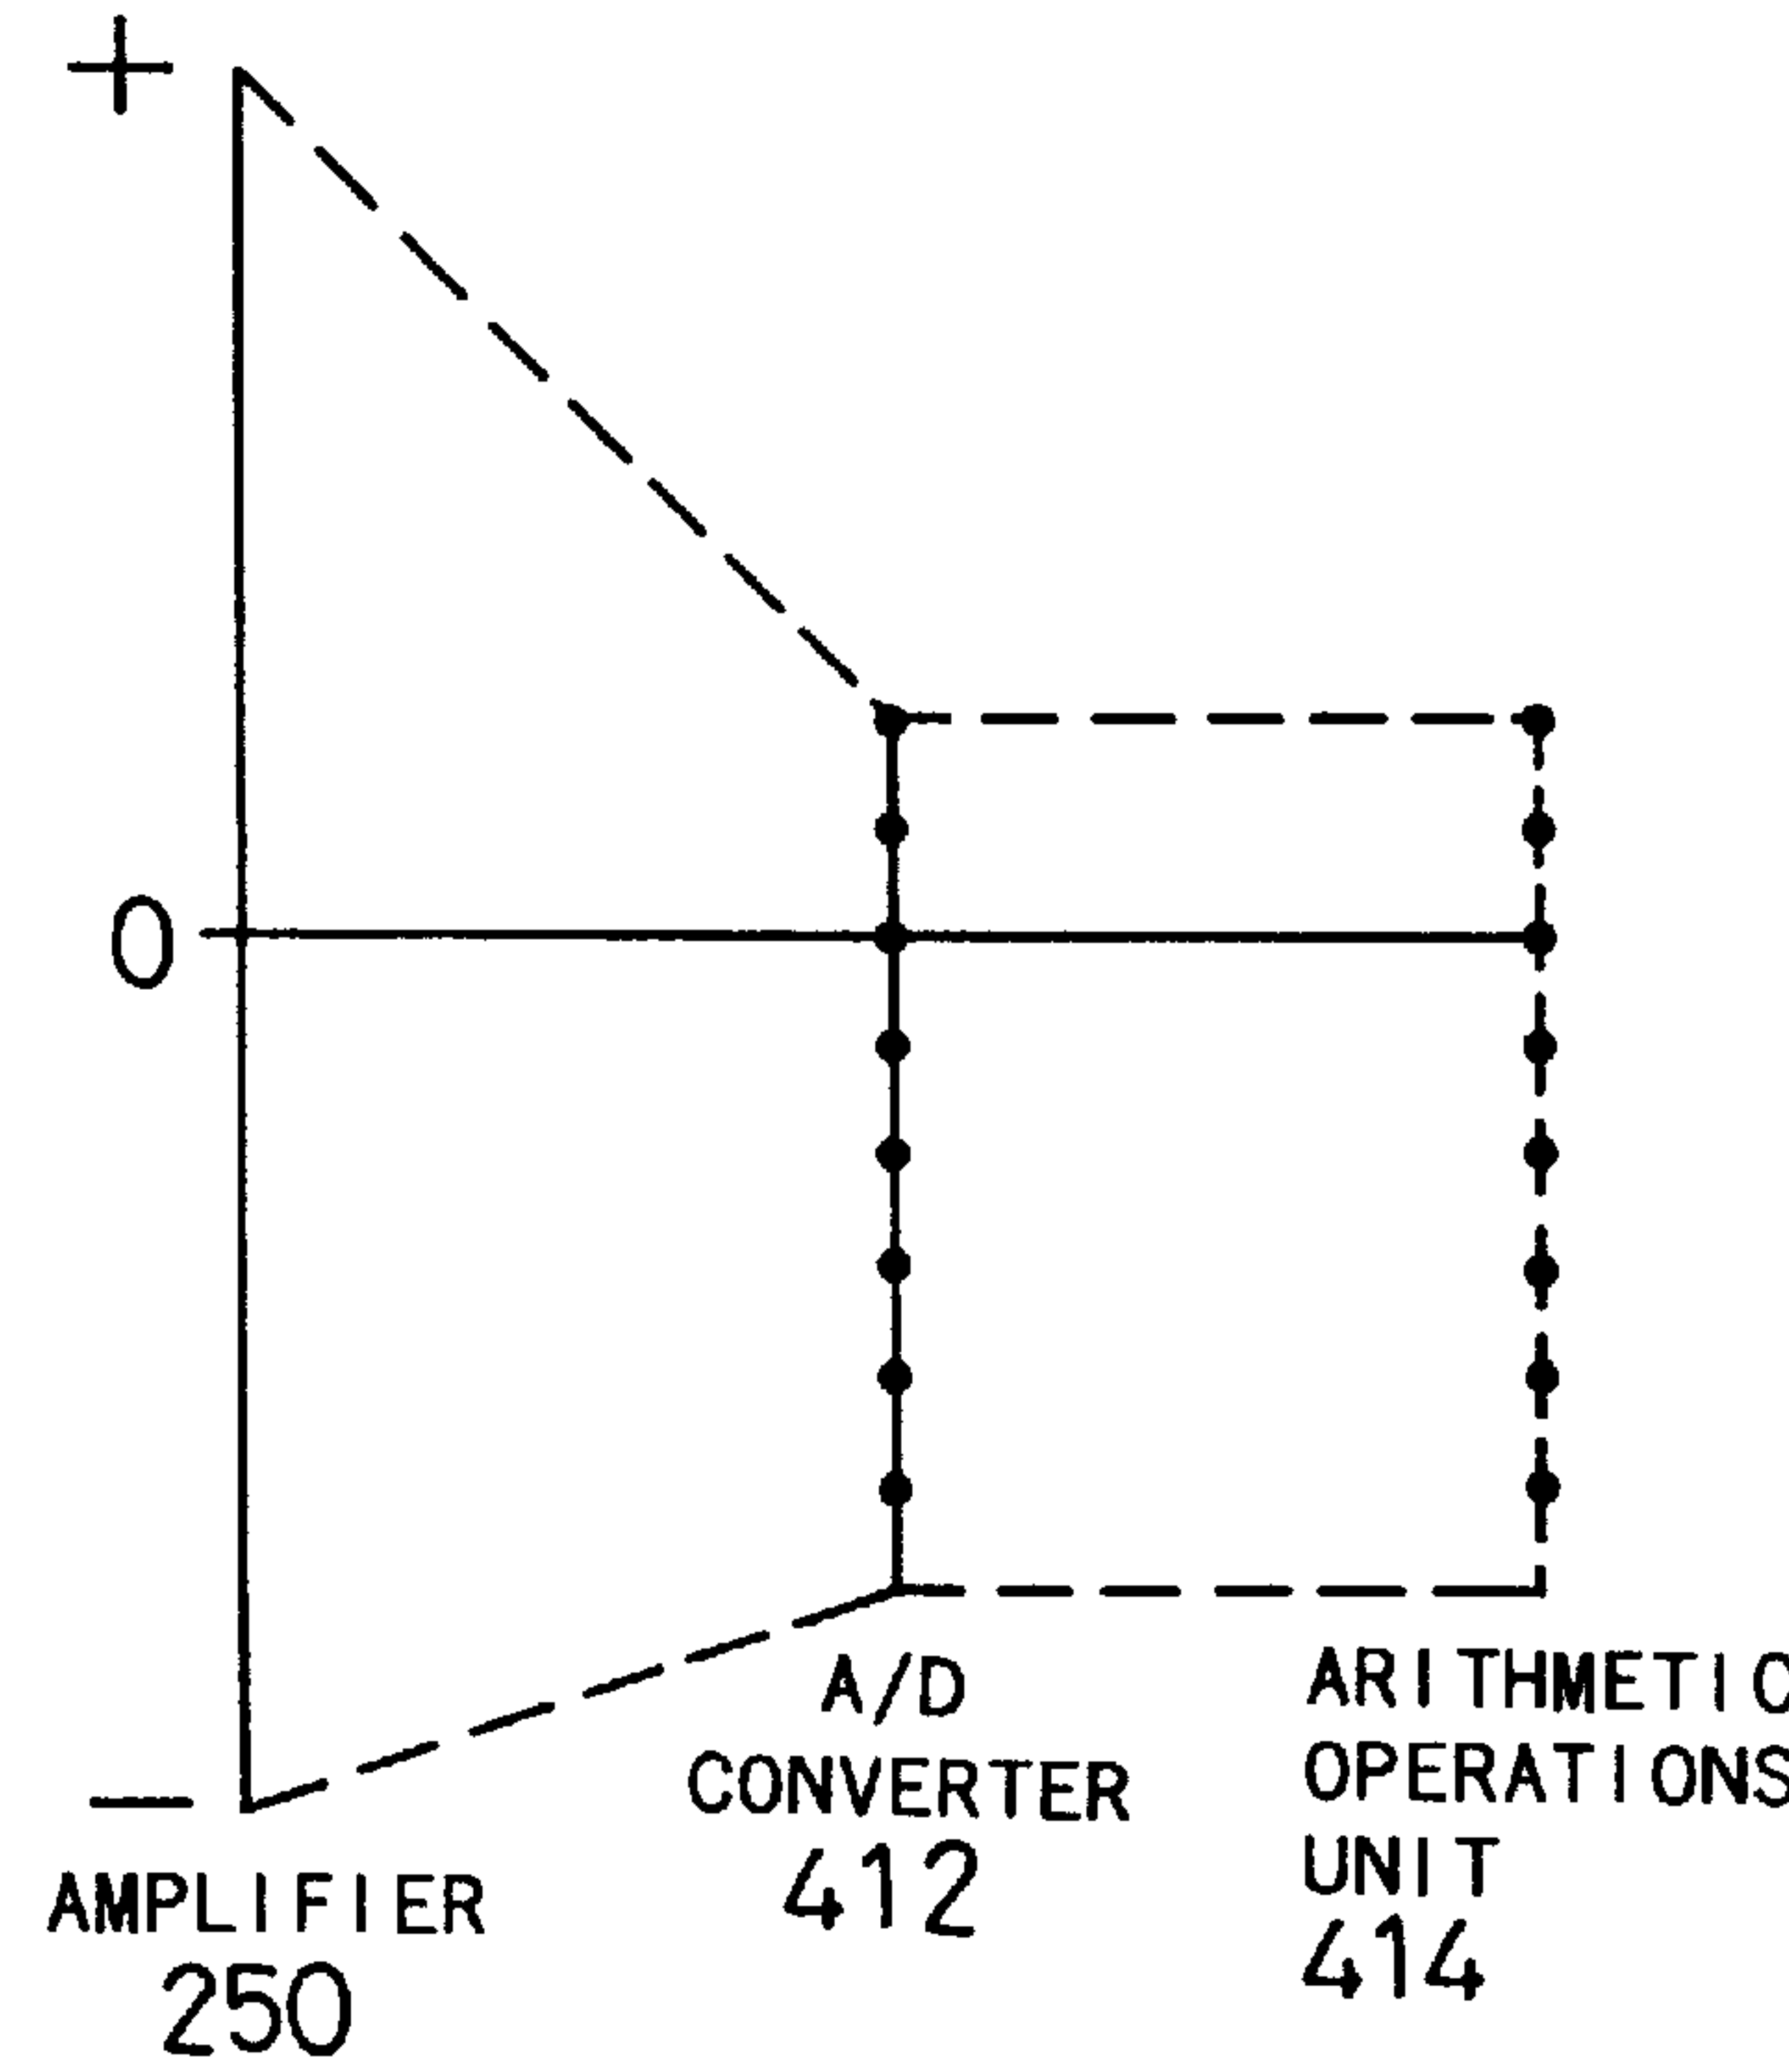 +
0
—
AMPLIFIER
250
A/D
CONVERTER
412
ARITHMETIC
OPERATIONS
UNIT
414